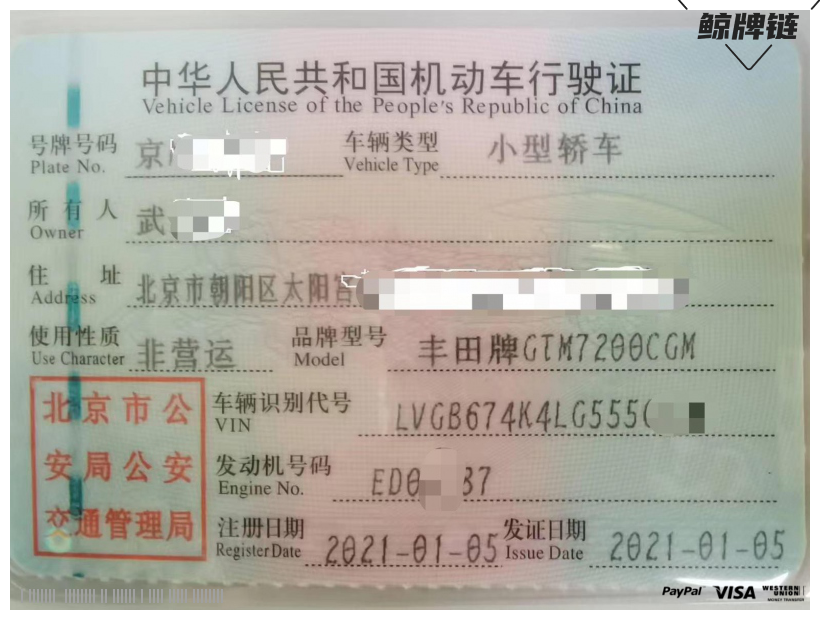 鲸牌链
中华人民共和国机动车行驶证
Vehicle License of the People's Republic of China
号牌号码 京 车辆类型 小型轿车
Plate No. Vehicle Type
所有人 武
Owner
住址 北京市朝阳区太阳宫
Address
使用性质 非营运 品牌型号 丰田牌GTM7200CGM
Use Character Model
北京市公 车辆识别代号 LVGB674K4LG555
VIN
安局公安 发动机号码 ED0 37
Engine No.
交通管理局 注册日期 2021-01-05 发证日期 2021-01-05
Register Date Issue Date
PayPal VISA WESTERN UNION
MONEY TRANSFER